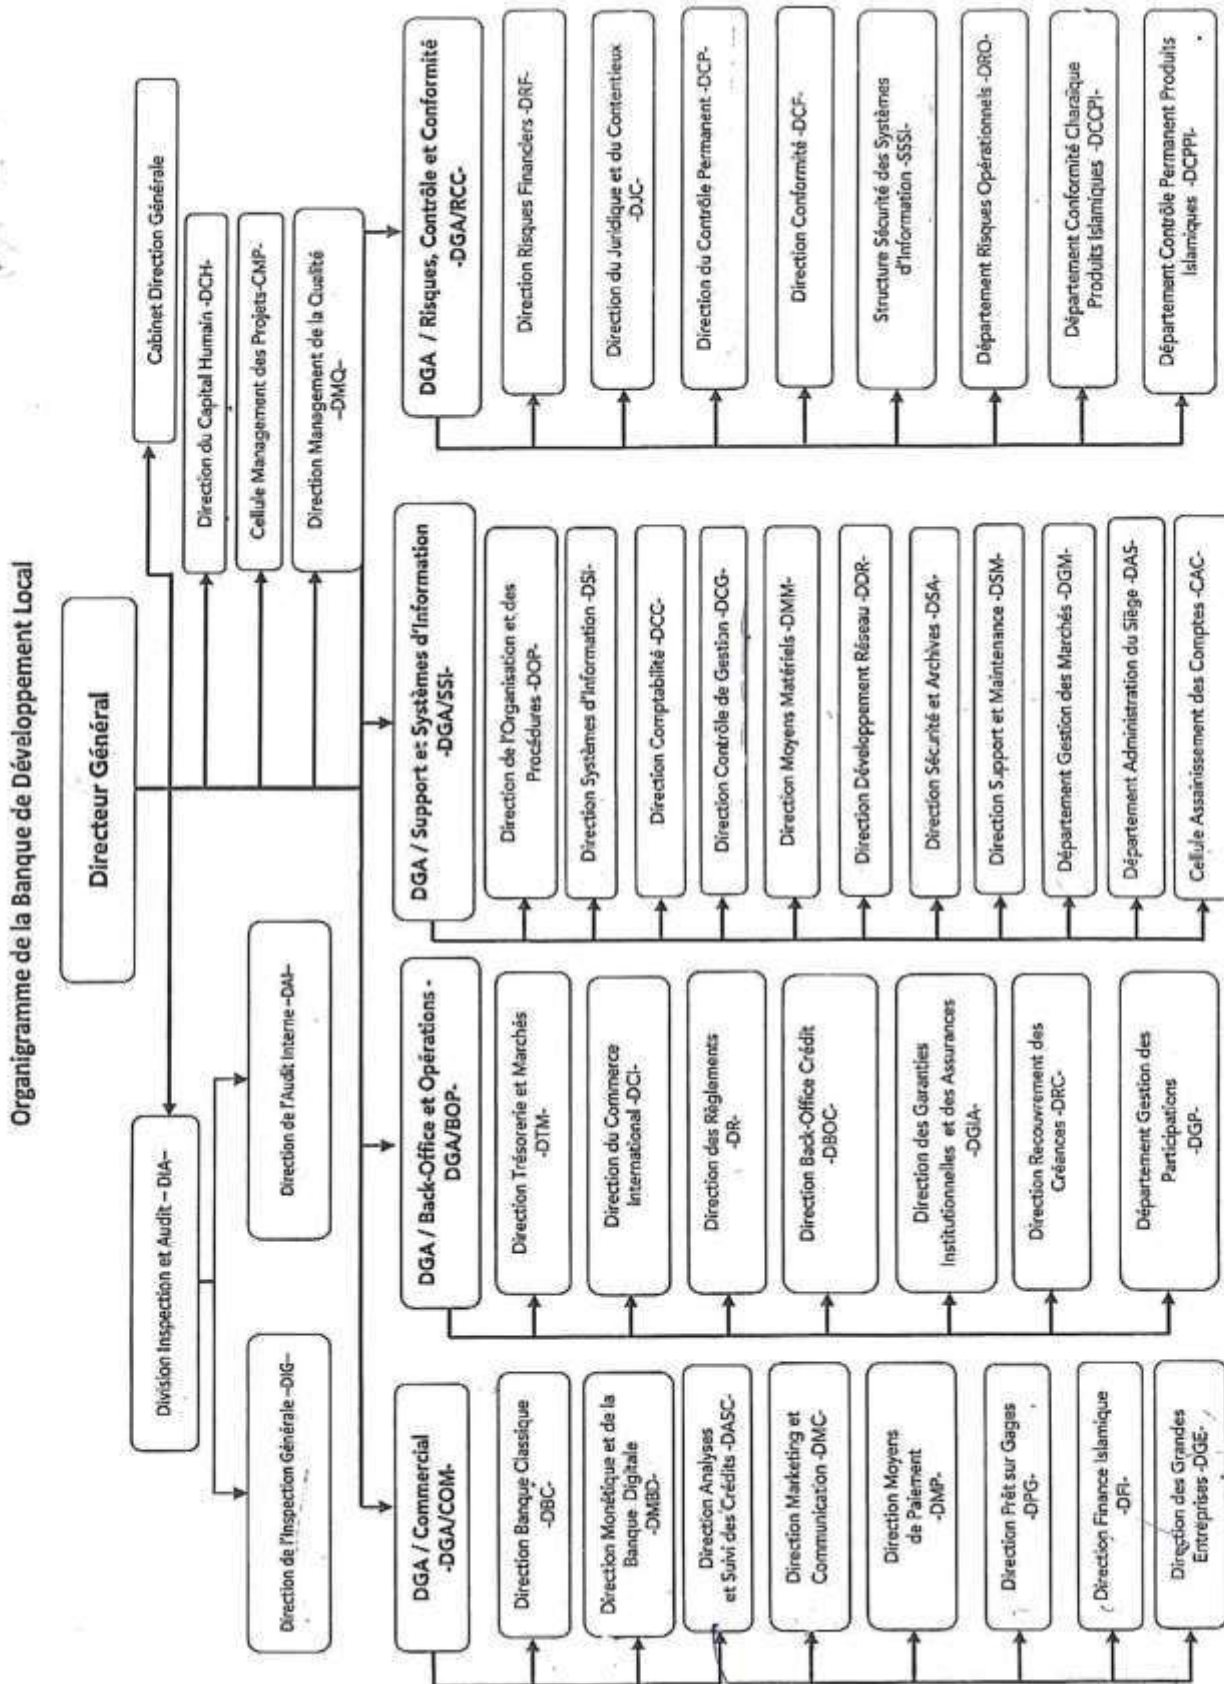 Organigramme de la Banque de Développement Local
Directeur Général
Cabinet Direction Générale
Division Inspection et Audit – DIA–
Direction de l'Inspection Générale –DIG–
Direction de l'Audit Interne –DAI–
Direction du Capital Humain -DCH-
Cellule Management des Projets-CMP-
Direction Management de la Qualité
–DMQ–
DGA / Commercial
-DGA/COM-
Direction Banque Classique
-DBC-
Direction Monétique et de la
Banque Digitale
-DMBD-
Direction Analyses
et Suivi des Crédits -DASC-
Direction Marketing et
Communication -DMC-
Direction Moyens
de Paiement
-DMP-
Direction Prêt sur Gages
-DPG-
Direction Finance Islamique
-DFI-
Direction des Grandes
Entreprises -DGE-
DGA / Back-Office et Opérations -
DGA/BOP-
Direction Trésorerie et Marchés
-DTM-
Direction du Commerce
International -DCI-
Direction des Règlements
-DR-
Direction Back-Office Crédit
-DBOC-
Direction des Garanties
Institutionnelles et des Assurances
-DGIA-
Direction Recouvrement des
Créances -DRC-
Département Gestion des
Participations
-DGP-
DGA / Support et Systèmes d'Information
-DGA/SSI-
Direction de l'Organisation et des
Procédures -DOP-
Direction Systèmes d'Information -DSI-
Direction Comptabilité -DCC-
Direction Contrôle de Gestion -DCG-
Direction Moyens Matériels -DMM-
Direction Développement Réseau -DDR-
Direction Sécurité et Archives -DSA-
Direction Support et Maintenance -DSM-
Département Gestion des Marchés -DGM-
Département Administration du Siège -DAS-
Cellule Assainissement des Comptes -CAC-
DGA / Risques, Contrôle et Conformité
-DGA/RCC-
Direction Risques Financiers -DRF-
Direction du Juridique et du Contentieux
-DJC-
Direction du Contrôle Permanent -DCP-
Direction Conformité -DCF-
Structure Sécurité des Systèmes
d'Information -SSSI-
Département Risques Opérationnels -DRO-
Département Conformité Charaïque
Produits Islamiques -DCCPI-
Département Contrôle Permanent Produits
Islamiques -DCPPI-